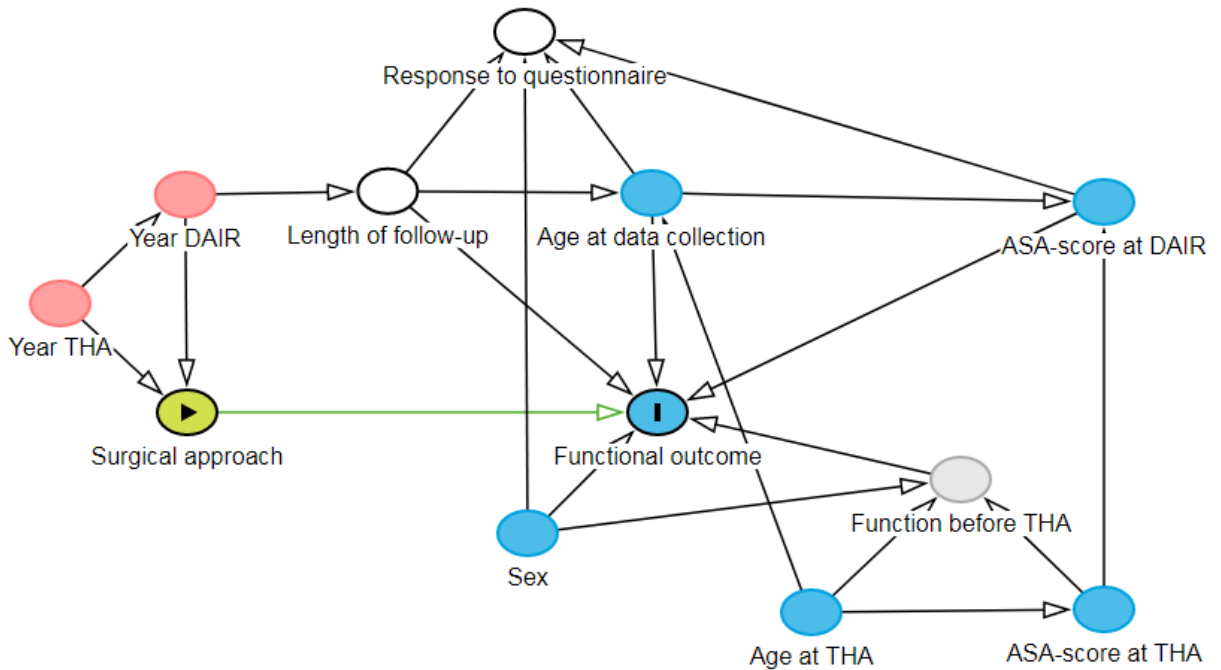 Response to questionnaire
Year DAIR
Length of follow-up
Age at data collection
ASA-score at DAIR
Year THA
Surgical approach
Functional outcome
Function before THA
Sex
Age at THA
ASA-score at THA